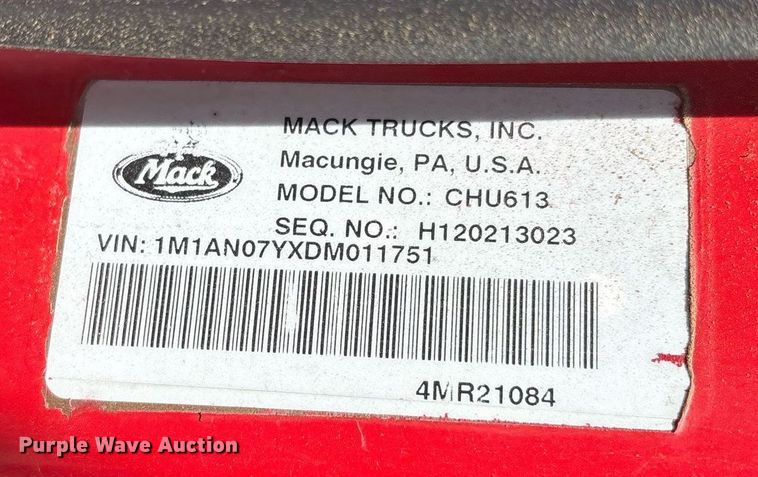 Mack
MACK TRUCKS, INC.
Macungie, PA, U.S.A.
MODEL NO.: CHU613
SEQ. NO.: H120213023
VIN: 1M1AN07YXDM011751
4MR21084
Purple Wave Auction